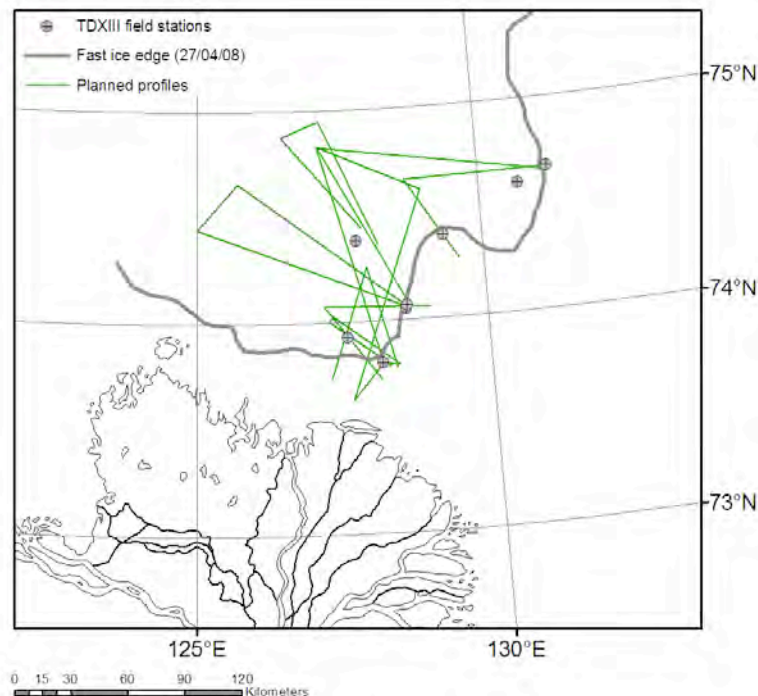 TDXIII field stations
Fast ice edge (27/04/08)
Planned profiles
75°N
74°N
73°N
125°E
130°E
0 15 30 60 90 120
Kilometers